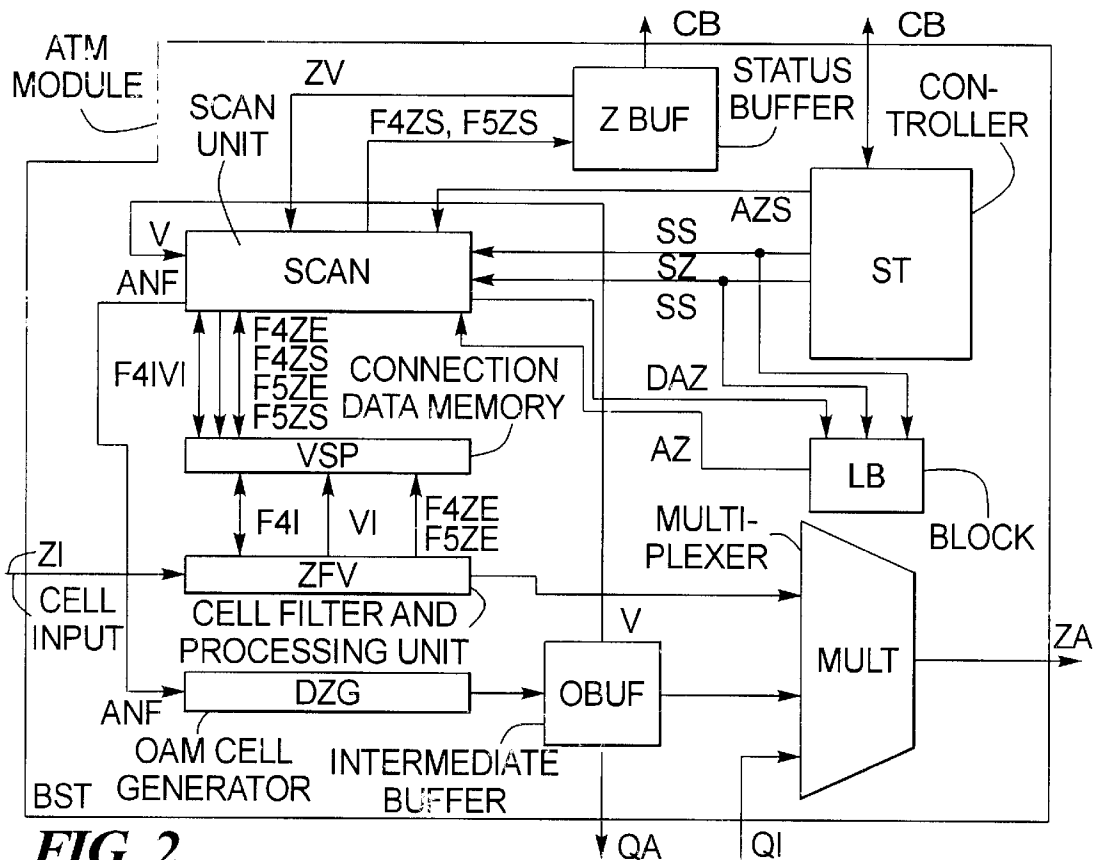 ATM
MODULE
SCAN
UNIT
ZV
F4ZS, F5ZS
CB
Z BUF
STATUS
BUFFER
CB
CON-
TROLLER
V
ANF
SCAN
AZS
SS
SZ
SS
ST
F4IVI
F4ZE
F4ZS
F5ZE
F5ZS
CONNECTION
DATA MEMORY
DAZ
AZ
LB
BLOCK
VSP
F4I
VI
F4ZE
F5ZE
MULTI-
PLEXER
ZI
CELL
INPUT
ZFV
CELL FILTER AND
PROCESSING UNIT
V
MULT
ZA
ANF
DZG
OBUF
OAM CELL
GENERATOR
INTERMEDIATE
BUFFER
BST
QA
QI
FIG. 2